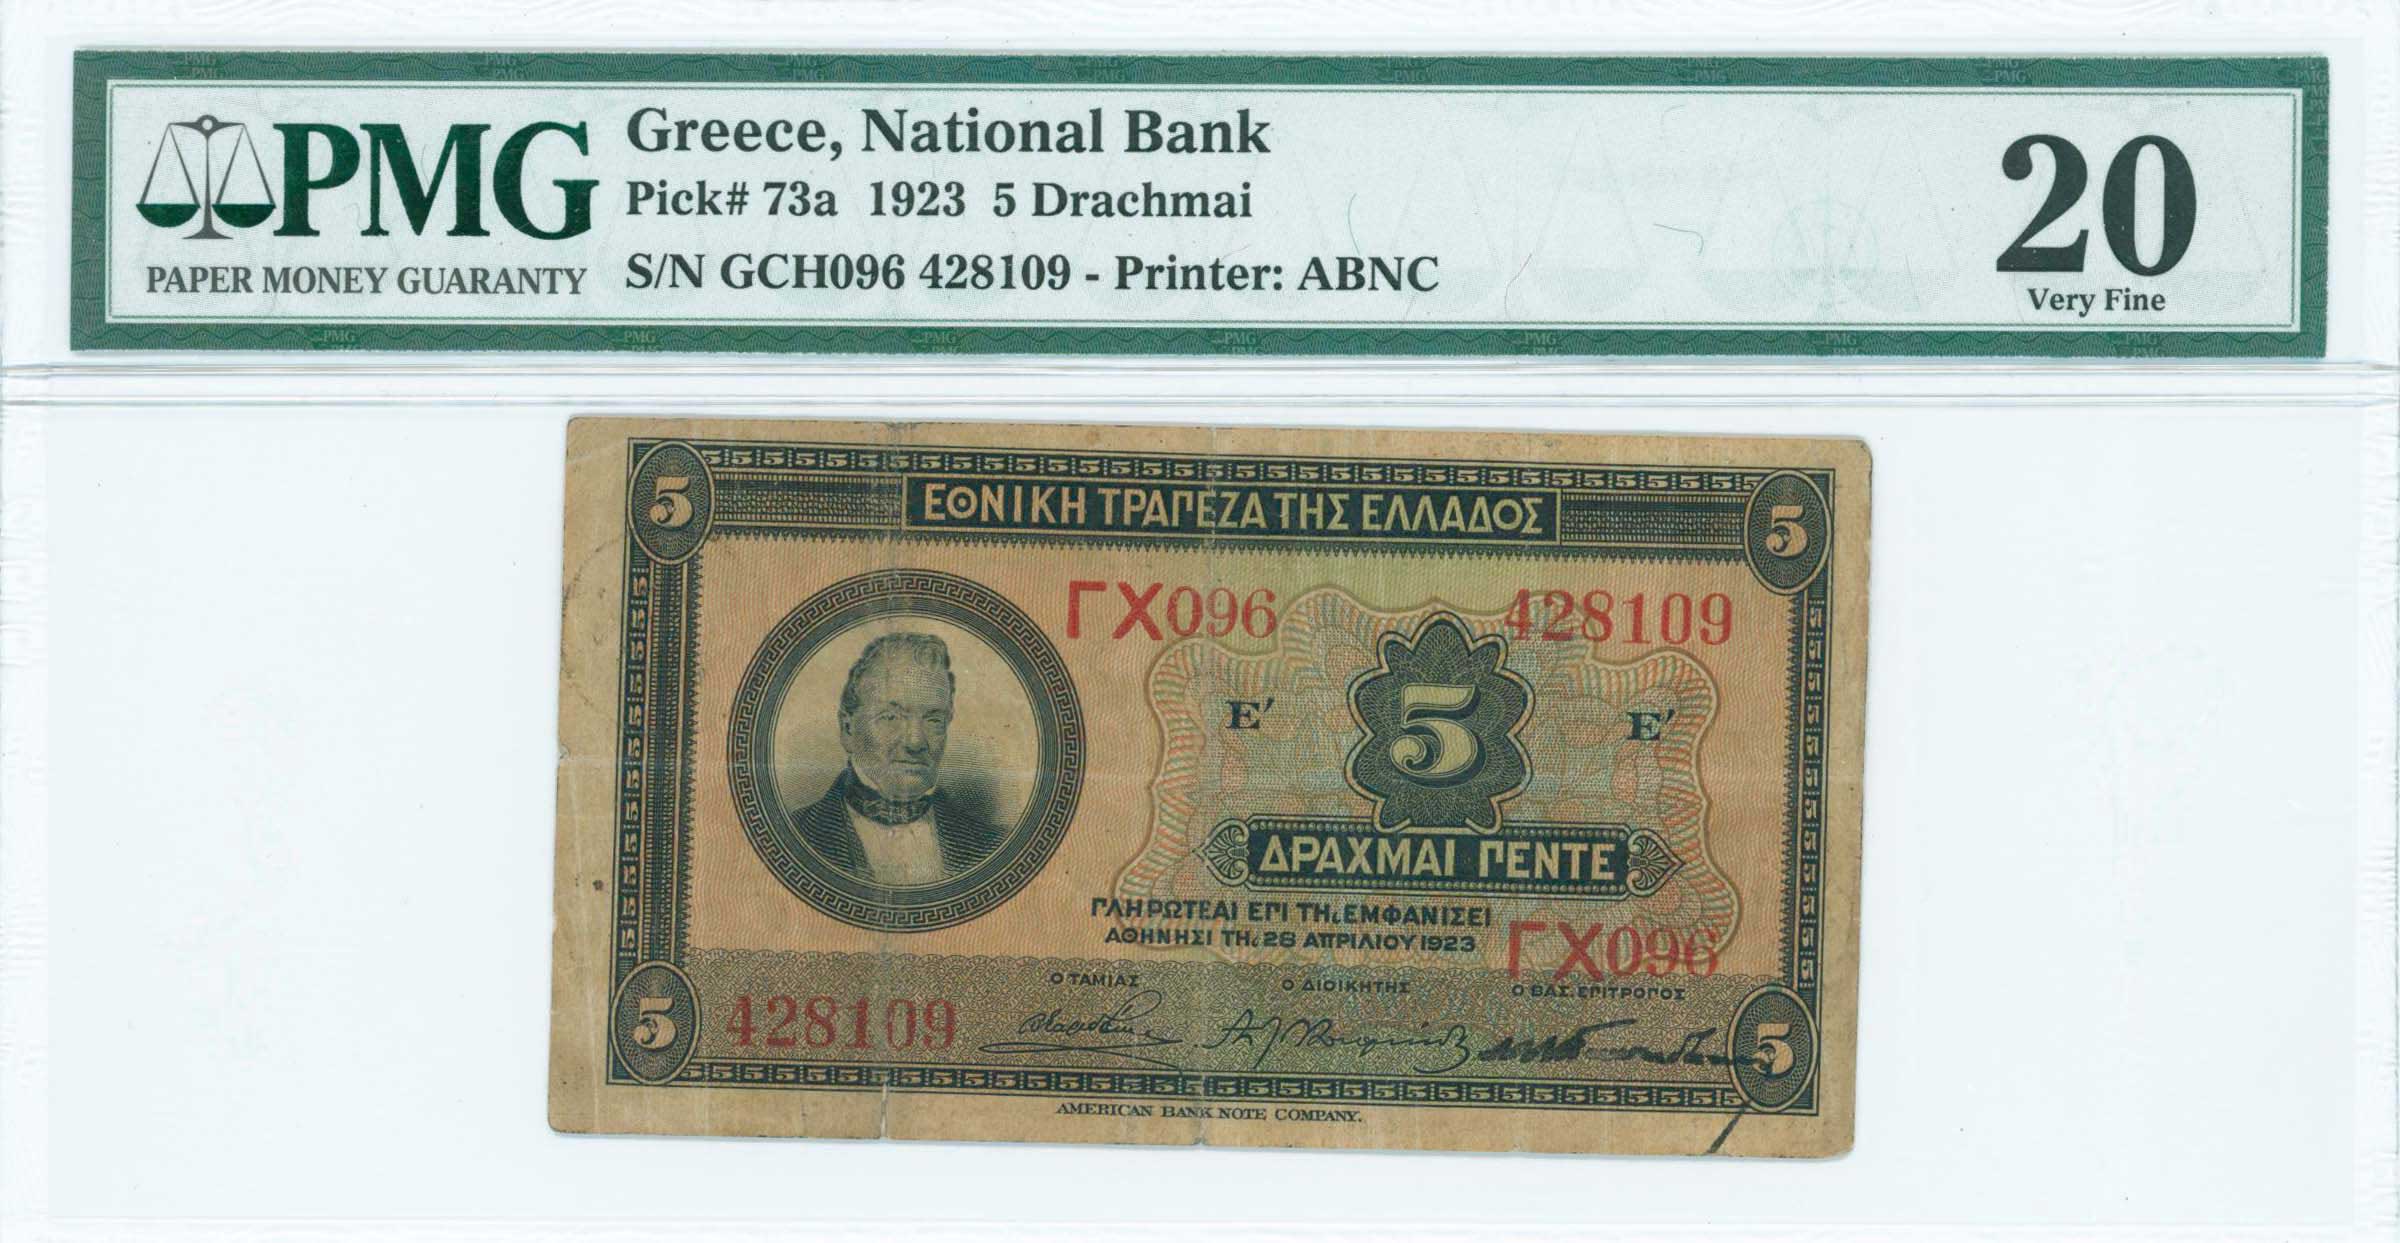 PMG
PAPER MONEY GUARANTY
Greece, National Bank
Pick# 73a 1923 5 Drachmai
S/N GCH096 428109 - Printer: ABNC
20
Very Fine
5
5
ΕΘΝΙΚΗ ΤΡΑΠΕΖΑ ΤΗΣ ΕΛΛΑΔΟΣ
ΓΧ096 428109
Ε′ 5 Ε′
ΔΡΑΧΜΑΙ ΠΕΝΤΕ
ΠΛΗΡΩΤΕΑΙ ΕΠΙ ΤΗι ΕΜΦΑΝΙΣΕΙ
ΑΘΗΝΗΣΙ ΤΗι 28 ΑΠΡΙΛΙΟΥ 1923
ΓΧ096
Ο ΤΑΜΙΑΣ Ο ΔΙΟΙΚΗΤΗΣ Ο ΒΑΣ. ΕΠΙΤΡΟΠΟΣ
5 428109 5
AMERICAN BANK NOTE COMPANY.